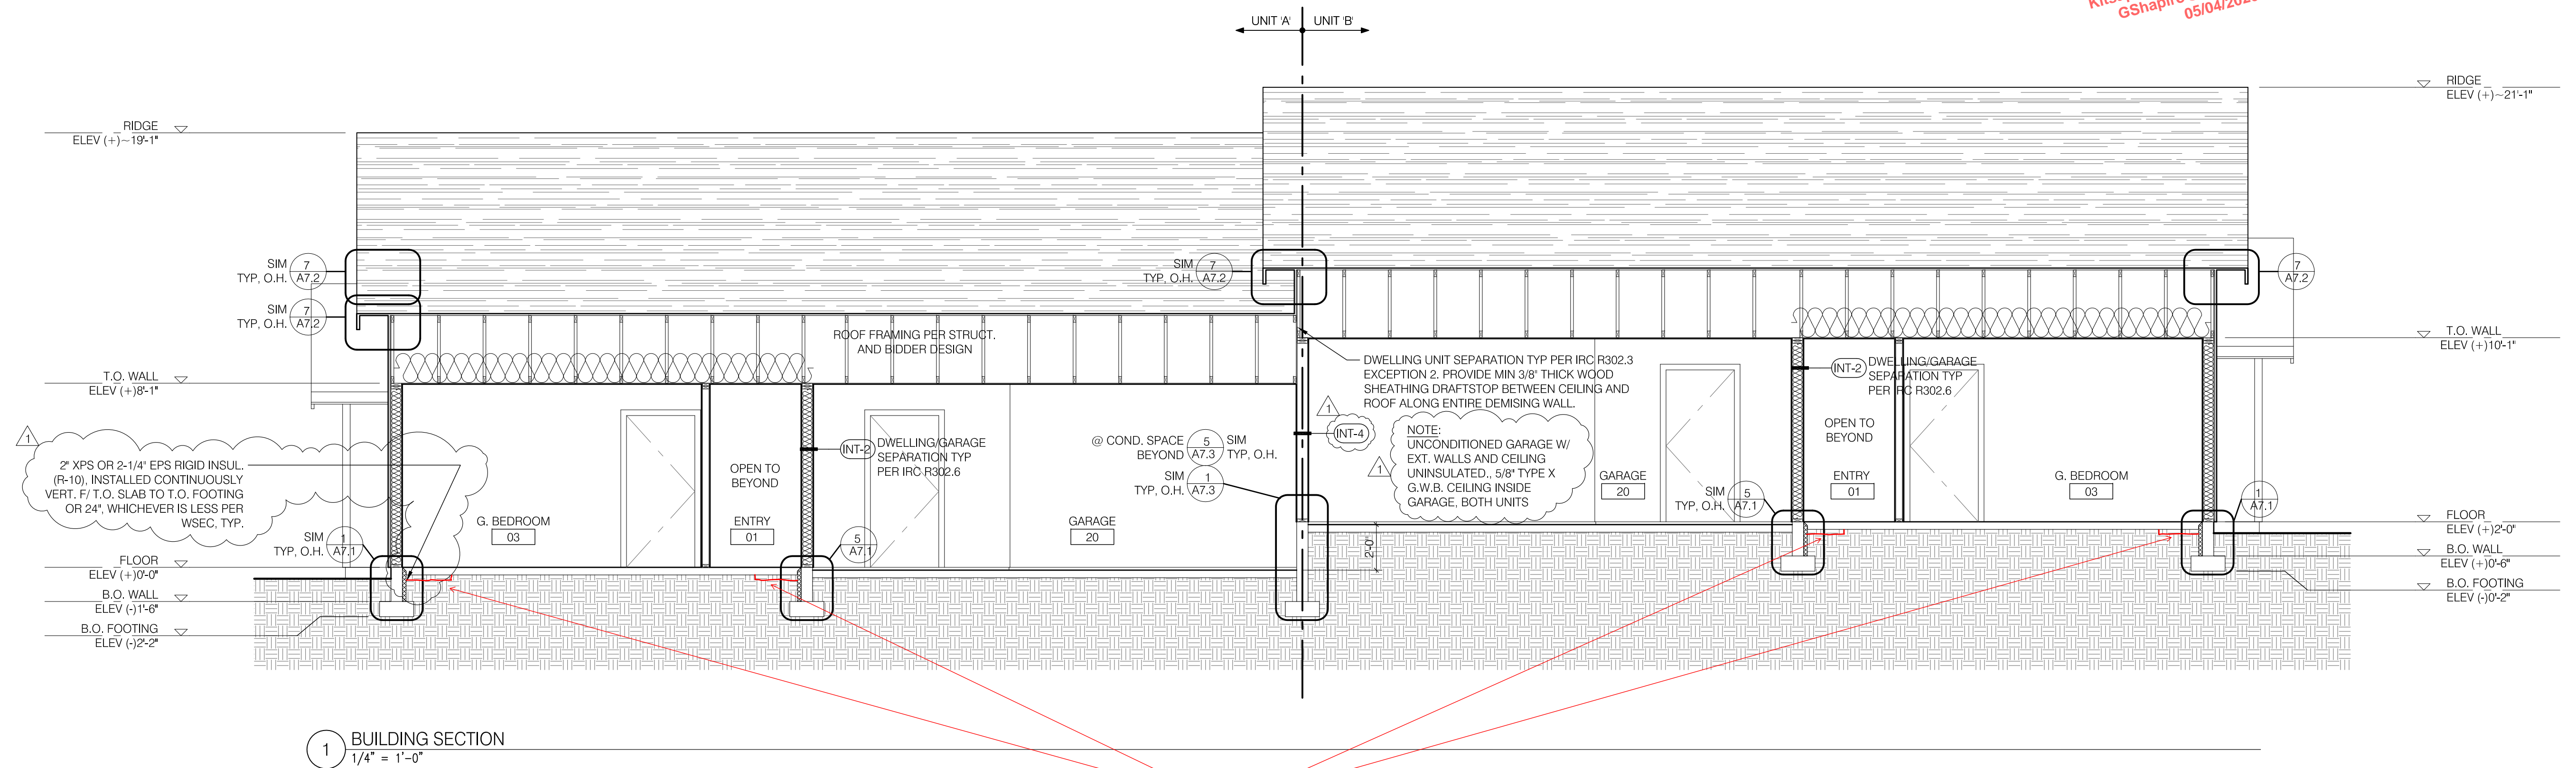 UNIT 'A'
UNIT 'B'
GShapir
05/04/202
RIDGE
ELEV (+)~19'-1"
RIDGE
ELEV (+)~21'-1"
SIM
TYP, O.H.
7
A7.2
SIM
TYP, O.H.
7
A7.2
SIM
TYP, O.H.
7
A7.2
7
A7.2
ROOF FRAMING PER STRUCT.
AND BIDDER DESIGN
T.O. WALL
ELEV (+)8'-1"
T.O. WALL
ELEV (+)10'-1"
DWELLING UNIT SEPARATION TYP PER IRC R302.3
EXCEPTION 2. PROVIDE MIN 3/8" THICK WOOD
SHEATHING DRAFTSTOP BETWEEN CEILING AND
ROOF ALONG ENTIRE DEMISING WALL.
INT-2
DWELLING/GARAGE
SEPARATION TYP
PER IRC R302.6
1
INT-4
1
NOTE:
UNCONDITIONED GARAGE W/
EXT. WALLS AND CEILING
UNINSULATED., 5/8" TYPE X
G.W.B. CEILING INSIDE
GARAGE, BOTH UNITS
1
2" XPS OR 2-1/4" EPS RIGID INSUL.
(R-10), INSTALLED CONTINUOUSLY
VERT. F/ T.O. SLAB TO T.O. FOOTING
OR 24", WHICHEVER IS LESS PER
WSEC, TYP.
INT-2
DWELLING/GARAGE
SEPARATION TYP
PER IRC R302.6
@ COND. SPACE
BEYOND
5
A7.3
SIM
TYP, O.H.
SIM
TYP, O.H.
1
A7.3
OPEN TO
BEYOND
OPEN TO
BEYOND
G. BEDROOM
03
ENTRY
01
GARAGE
20
GARAGE
20
SIM
TYP, O.H.
5
A7.1
ENTRY
01
G. BEDROOM
03
1
A7.1
SIM
TYP, O.H.
1
A7.1
5
A7.1
2'-0"
FLOOR
ELEV (+)0'-0"
B.O. WALL
ELEV (-)1'-6"
B.O. FOOTING
ELEV (-)2'-2"
FLOOR
ELEV (+)2'-0"
B.O. WALL
ELEV (+)0'-6"
B.O. FOOTING
ELEV (-)0'-2"
1
BUILDING SECTION
1/4" = 1'-0"